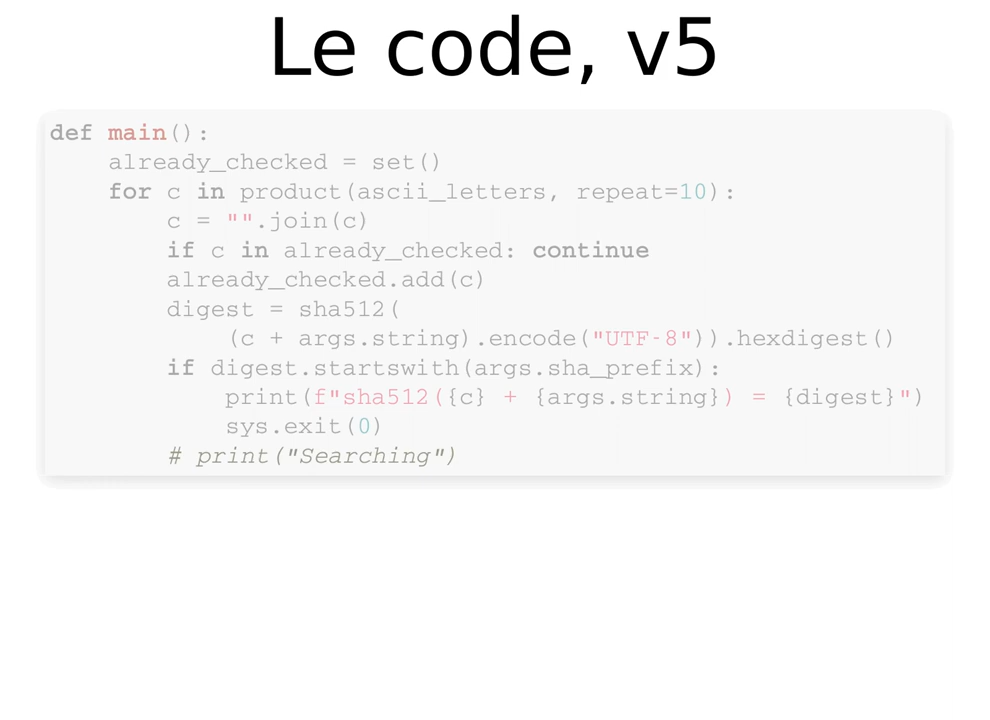 Le code, v5
def main():
    already_checked = set()
    for c in product(ascii_letters, repeat=10):
        c = "".join(c)
        if c in already_checked: continue
        already_checked.add(c)
        digest = sha512(
            (c + args.string).encode("UTF-8")).hexdigest()
        if digest.startswith(args.sha_prefix):
            print(f"sha512({c} + {args.string}) = {digest}")
            sys.exit(0)
        # print("Searching")